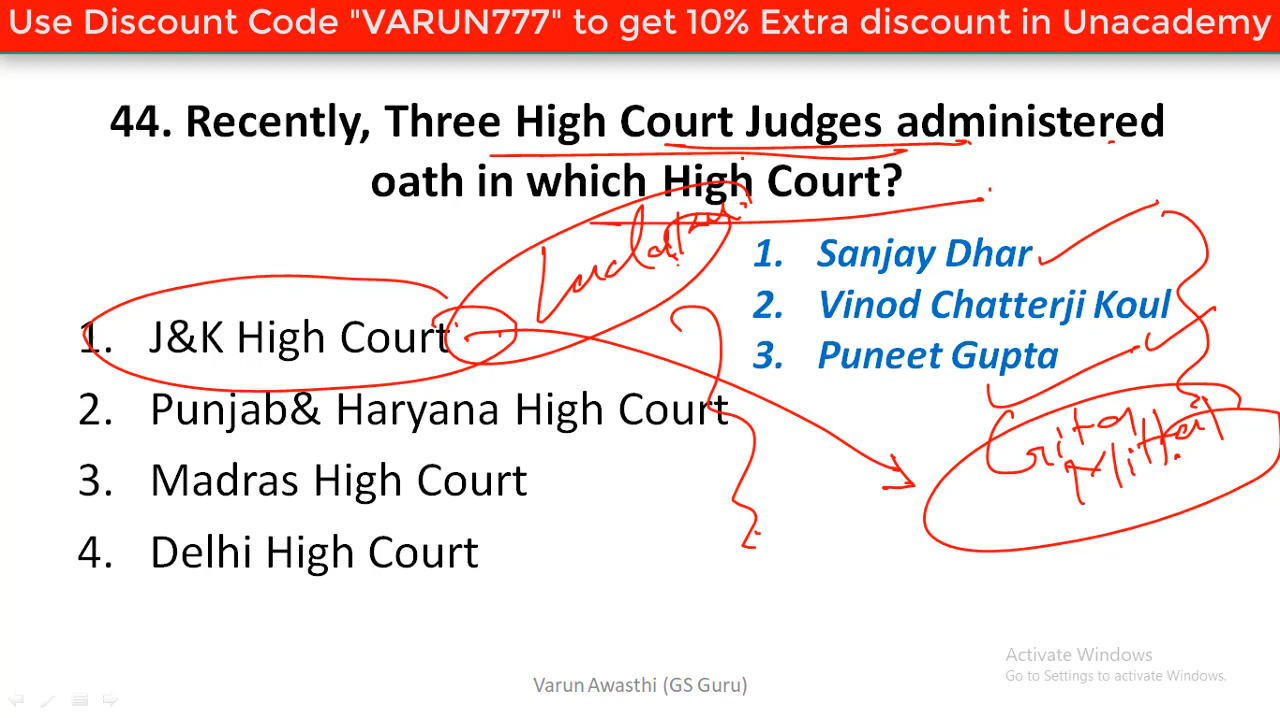 Use Discount Code "VARUN777" to get 10% Extra discount in Unacademy
44. Recently, Three High Court Judges administered
oath in which High Court?
1. Sanjay Dhar
2. Vinod Chatterji Koul
3. Puneet Gupta
1. J&K High Court
2. Punjab& Haryana High Court
3. Madras High Court
4. Delhi High Court
Gita
Mittal
Activate Windows
Go to Settings to activate Windows.
Varun Awasthi (GS Guru)